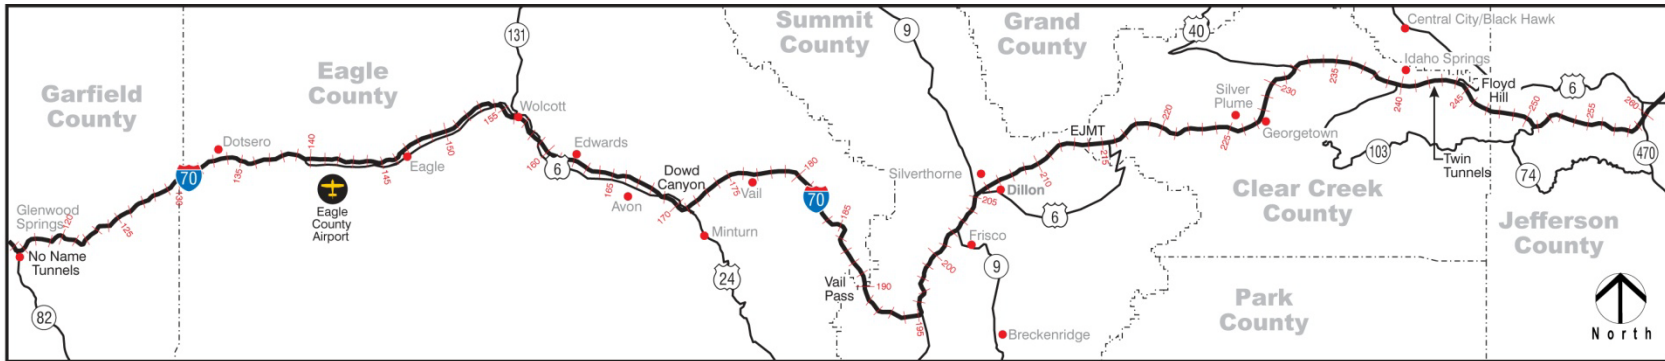 Summit
County
Grand
County
Eagle
County
Garfield
County
Clear Creek
County
Jefferson
County
Park
County
131
9
40
Central City/Black Hawk
Idaho Springs
Floyd
Hill
6
Silver
Plume
Georgetown
EJMT
Twin
Tunnels
103
74
470
Wolcott
Dotsero
Eagle
Edwards
6
Avon
Dowd
Canyon
Vail
Minturn
24
70
70
Eagle
County
Airport
Glenwood
Springs
No Name
Tunnels
82
Silverthorne
Dillon
6
Frisco
9
Vail
Pass
Breckenridge
North
120
125
130
135
140
145
150
155
160
165
170
175
180
185
190
195
200
205
210
215
220
225
230
235
240
245
250
255
260